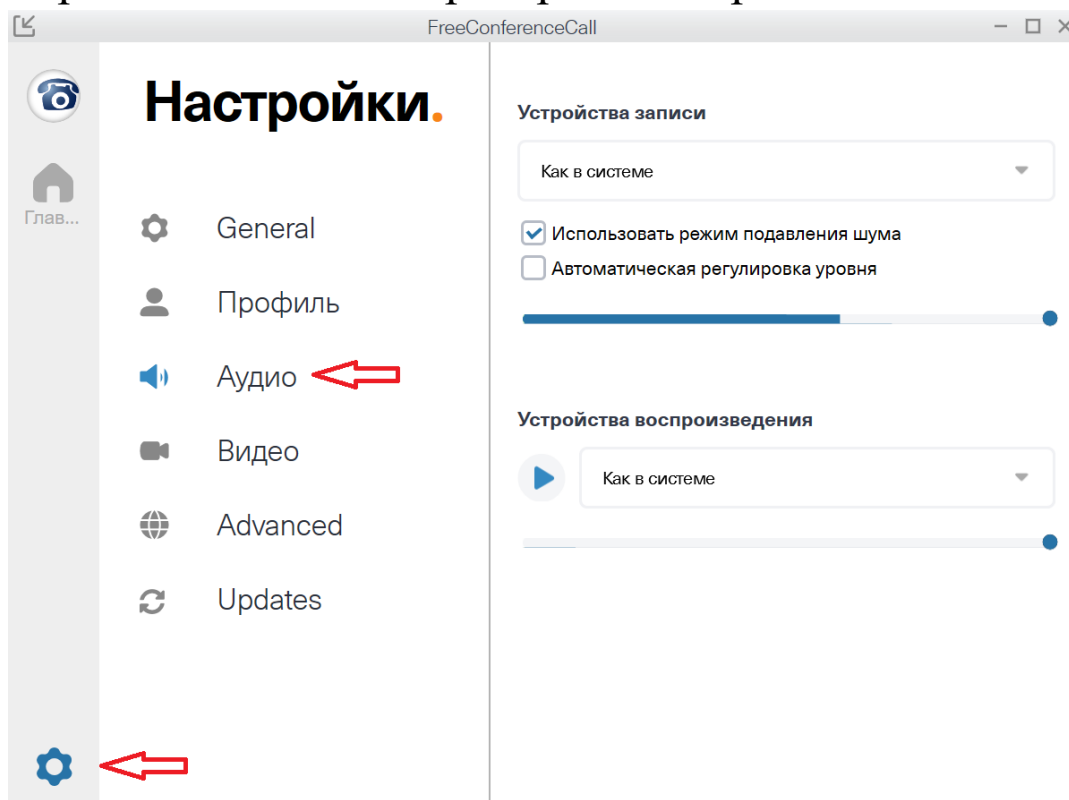 FreeConferenceCall
Настройки.
Глав...
General
Профиль
Аудио
Видео
Advanced
Updates
Устройства записи
Как в системе
Использовать режим подавления шума
Автоматическая регулировка уровня
Устройства воспроизведения
Как в системе